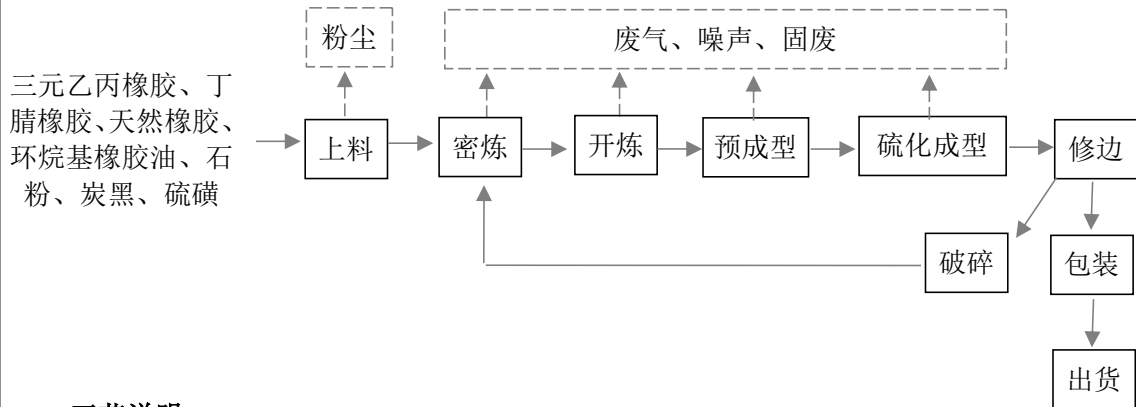 粉尘
废气、噪声、固废
三元乙丙橡胶、丁
腈橡胶、天然橡胶、
环烷基橡胶油、石
粉、炭黑、硫磺
上料
密炼
开炼
预成型
硫化成型
修边
破碎
包装
出货